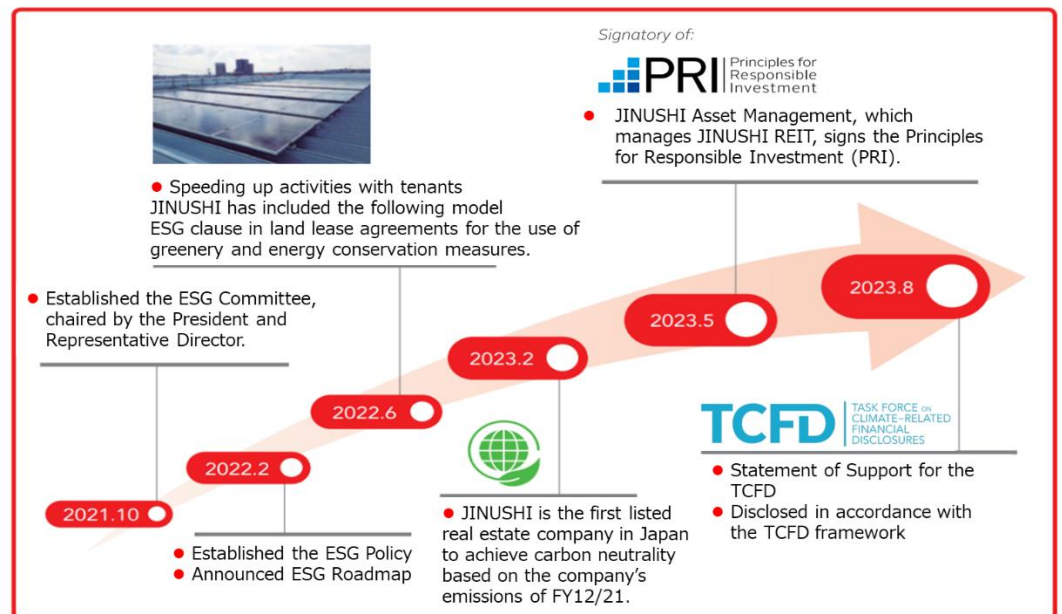 Signatory of:
PRI
Principles for
Responsible
Investment
● JINUSHI Asset Management, which
manages JINUSHI REIT, signs the Principles
for Responsible Investment (PRI).
● Speeding up activities with tenants
JINUSHI has included the following model
ESG clause in land lease agreements for the use of
greenery and energy conservation measures.
● Established the ESG Committee,
chaired by the President and
Representative Director.
2023.8
2023.5
2023.2
2022.6
2022.2
2021.10
● Established the ESG Policy
● Announced ESG Roadmap
● JINUSHI is the first listed
real estate company in Japan
to achieve carbon neutrality
based on the company's
emissions of FY12/21.
TCFD
TASK FORCE ON
CLIMATE-RELATED
FINANCIAL
DISCLOSURES
● Statement of Support for the
TCFD
● Disclosed in accordance with
the TCFD framework